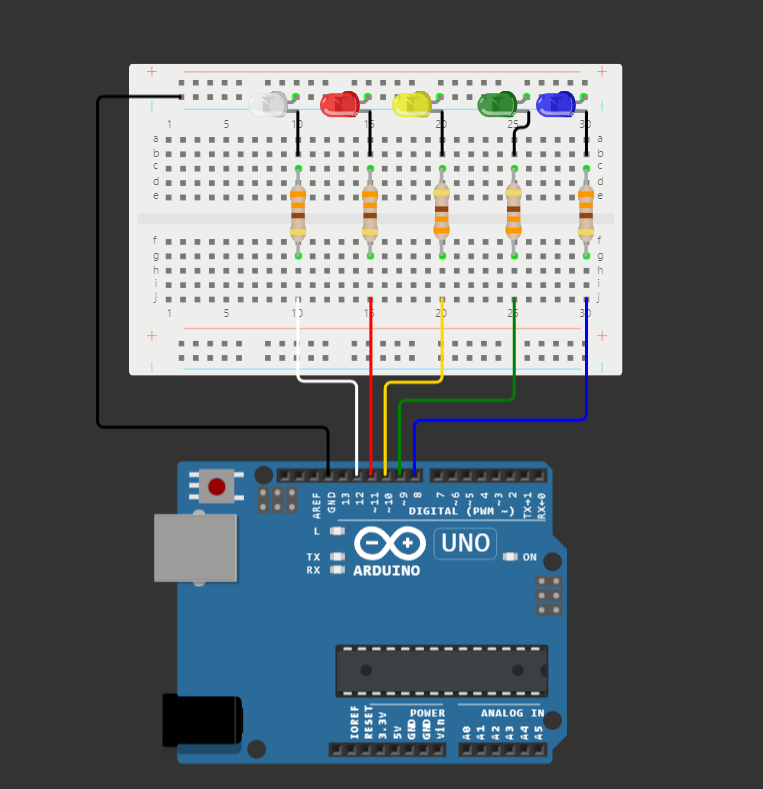 + +
1 5 10 15 20 25 30
a a
b b
c c
d d
e e
f f
g g
h h
i i
j j
1 5 10 15 20 25 30
+ +
AREF GND 13 12 ~11 ~10 ~9 8 7 ~6 ~5 4 ~3 2 TX→1 RX←0
DIGITAL (PWM ~)
L
TX
RX
ARDUINO
UNO
ON
IOREF RESET 3.3V 5V GND GND Vin
POWER
ANALOG IN
A0 A1 A2 A3 A4 A5